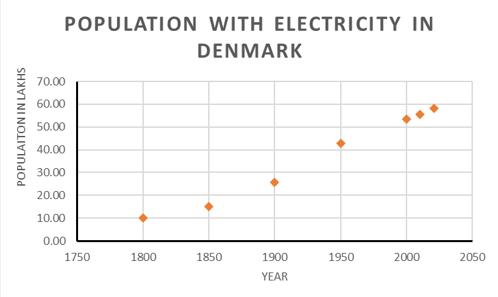 POPULATION WITH ELECTRICITY IN
DENMARK
POPULAITON IN LAKHS
70.00
60.00
50.00
40.00
30.00
20.00
10.00
0.00
1750 1800 1850 1900 1950 2000 2050
YEAR